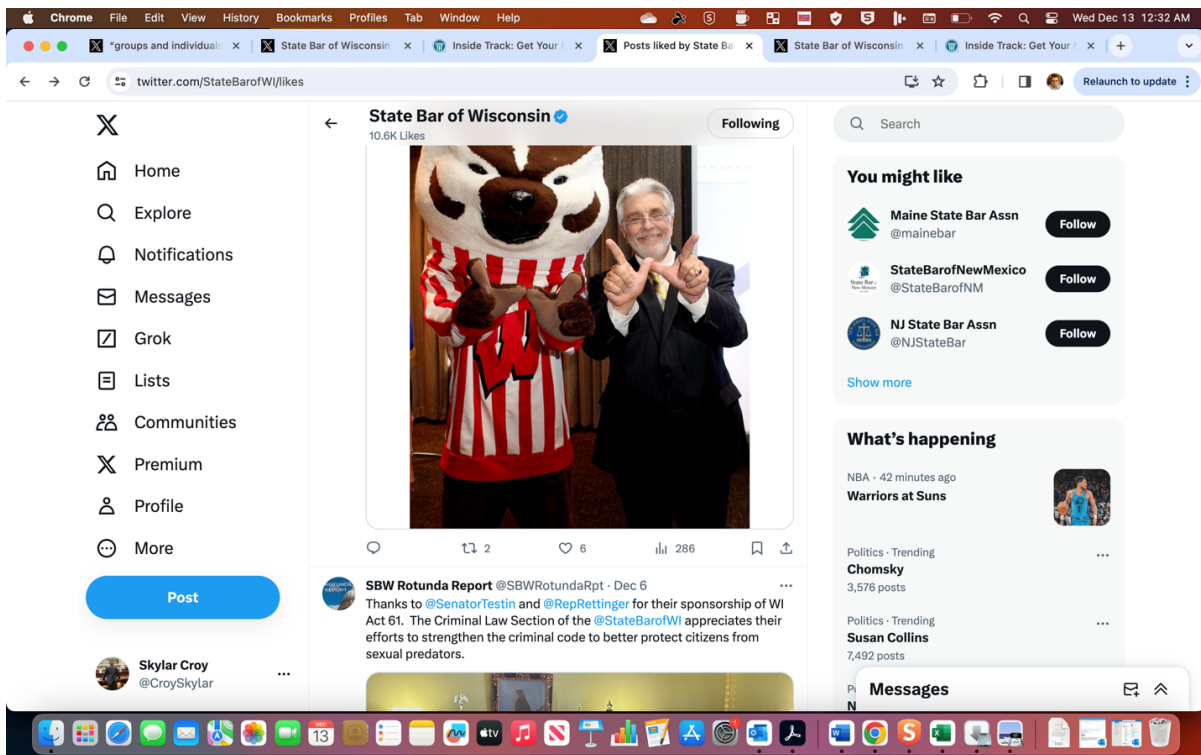 Chrome File Edit View History Bookmarks Profiles Tab Window Help Wed Dec 13 12:32 AM
"groups and individuals State Bar of Wisconsin Inside Track: Get Your Posts liked by State Ba State Bar of Wisconsin Inside Track: Get Your
twitter.com/StateBarofWI/likes Relaunch to update
Home
Explore
Notifications
Messages
Grok
Lists
Communities
Premium
Profile
More
Post
Skylar Croy
@CroySkylar
State Bar of Wisconsin
10.6K Likes
Following
W
2 6 286
SBW Rotunda Report @SBWRotundaRpt · Dec 6
Thanks to @SenatorTestin and @RepRettinger for their sponsorship of WI
Act 61. The Criminal Law Section of the @StateBarofWI appreciates their
efforts to strengthen the criminal code to better protect citizens from
sexual predators.
Search
You might like
Maine State Bar Assn
@mainebar
Follow
StateBarofNewMexico
@StateBarofNM
Follow
NJ State Bar Assn
@NJStateBar
Follow
Show more
What's happening
NBA · 42 minutes ago
Warriors at Suns
Politics · Trending
Chomsky
3,576 posts
Politics · Trending
Susan Collins
7,492 posts
Messages
DEC
13
tv